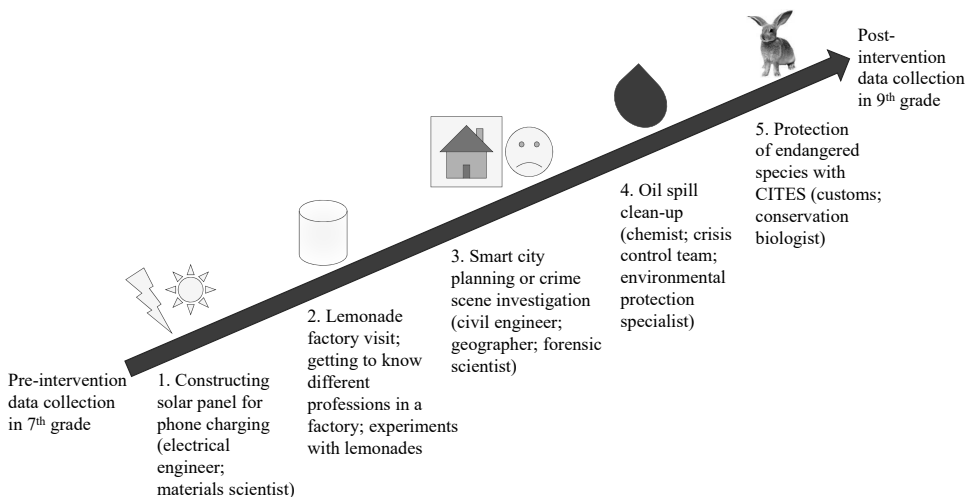 Pre-intervention
data collection
in 7th grade
1. Constructing
solar panel for
phone charging
(electrical
engineer;
materials scientist)
2. Lemonade
factory visit;
getting to know
different
professions in a
factory; experiments
with lemonades
3. Smart city
planning or crime
scene investigation
(civil engineer;
geographer; forensic
scientist)
4. Oil spill
clean-up
(chemist; crisis
control team;
environmental
protection
specialist)
5. Protection
of endangered
species with
CITES (customs;
conservation
biologist)
Post-
intervention
data collection
in 9th grade